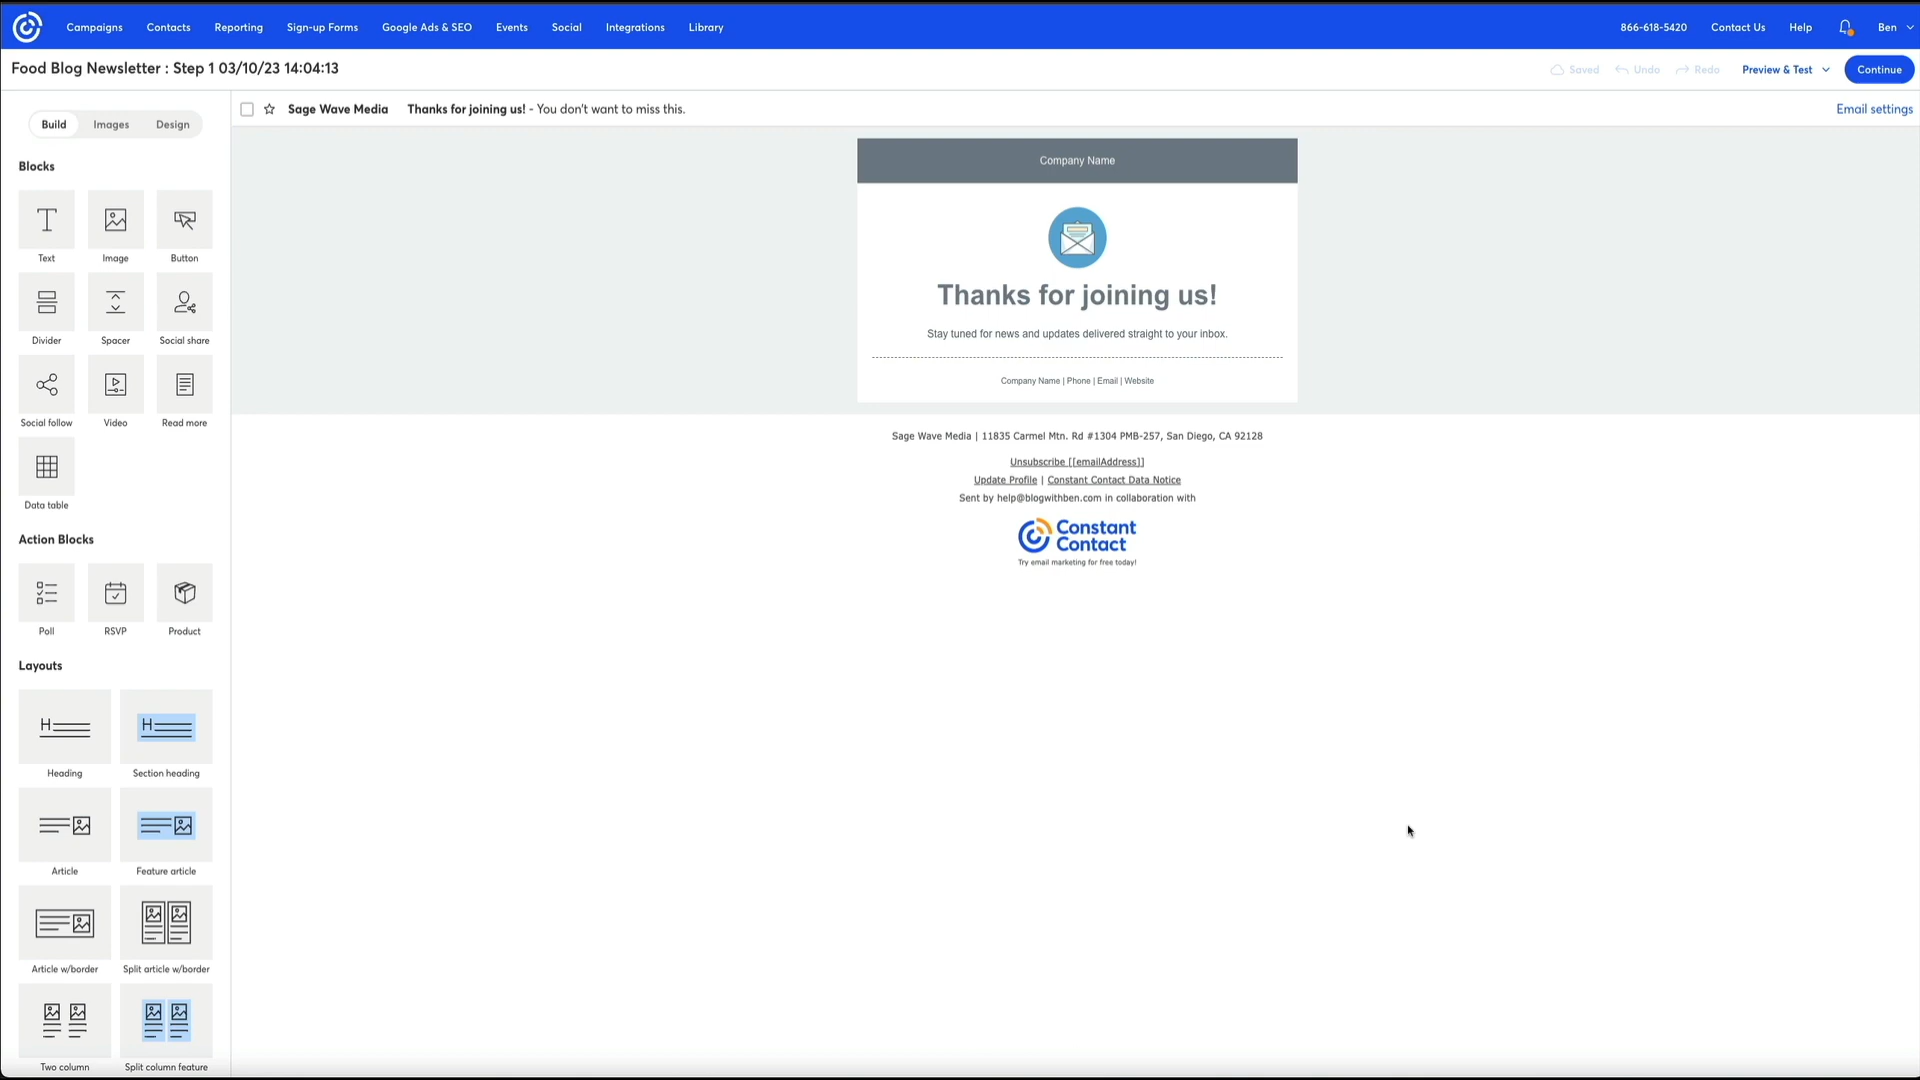 Campaigns Contacts Reporting Sign-up Forms Google Ads & SEO Events Social Integrations Library 866-618-5420 Contact Us Help Ben
Food Blog Newsletter : Step 1 03/10/23 14:04:13
Saved Undo Redo Preview & Test Continue
Build Images Design
Sage Wave Media Thanks for joining us! - You don't want to miss this. Email settings
Blocks
Text Image Button
Divider Spacer Social share
Social follow Video Read more
Data table
Action Blocks
Poll RSVP Product
Layouts
H H
Heading Section heading
Article Feature article
Article w/border Split article w/border
Two column Split column feature
Company Name
Thanks for joining us!
Stay tuned for news and updates delivered straight to your inbox.
Company Name | Phone | Email | Website
Sage Wave Media | 11835 Carmel Mtn. Rd #1304 PMB-257, San Diego, CA 92128
Unsubscribe [[emailAddress]]
Update Profile | Constant Contact Data Notice
Sent by help@blogwithben.com in collaboration with
Constant
Contact
Try email marketing for free today!